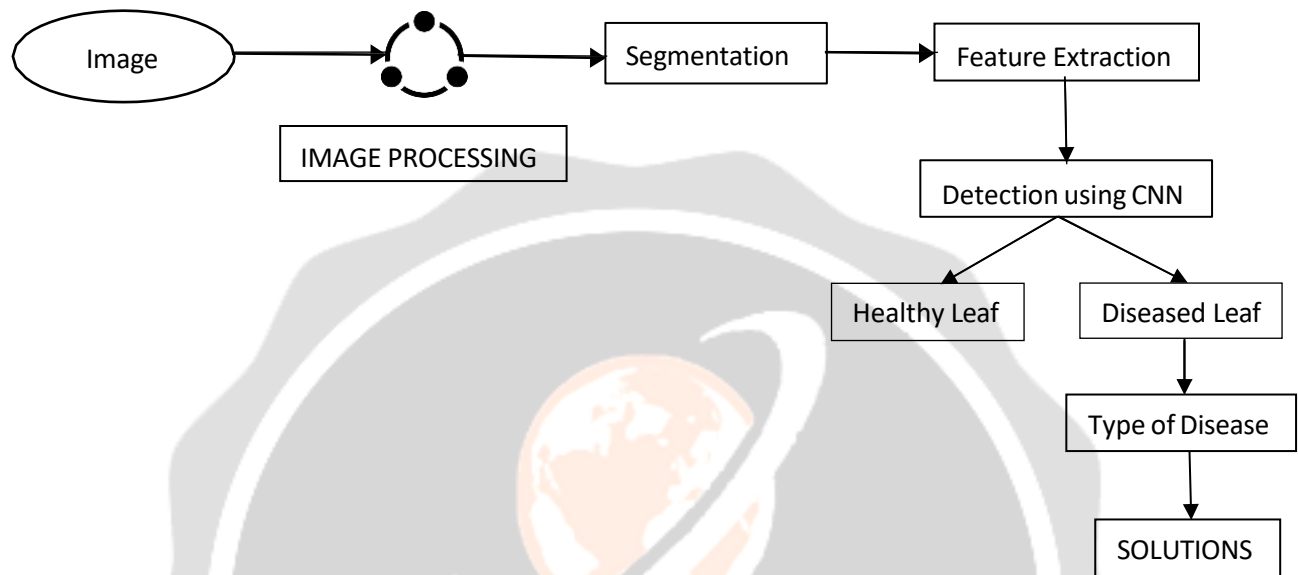 Image
Segmentation
Feature Extraction
IMAGE PROCESSING
Detection using CNN
Healthy Leaf
Diseased Leaf
Type of Disease
SOLUTIONS